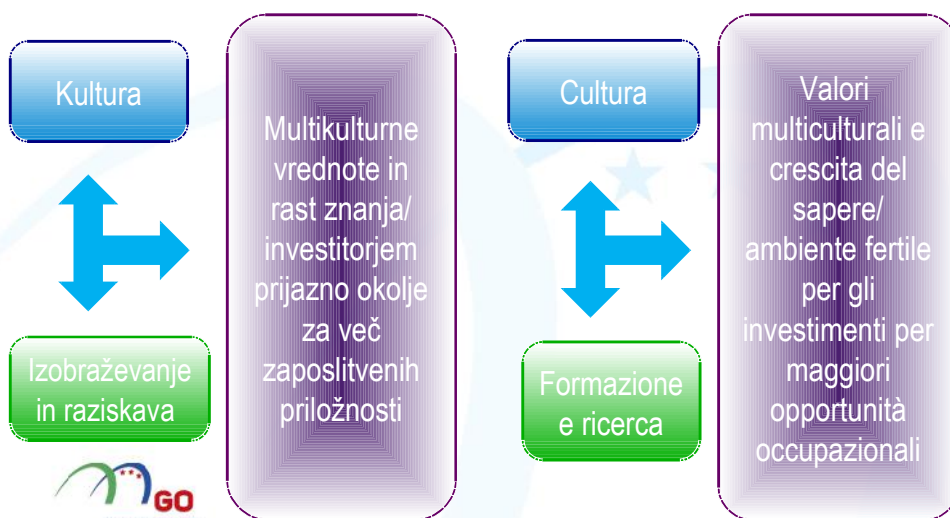 Kultura
Multikulturne
vrednote in
rast znanja/
investitorjem
prijazno okolje
za več
zaposlitvenih
priložnosti
Izobraževanje
in raziskava
GO
Cultura
Valori
multiculturali e
crescita del
sapere/
ambiente fertile
per gli
investimenti per
maggiori
opportunità
occupazionali
Formazione
e ricerca